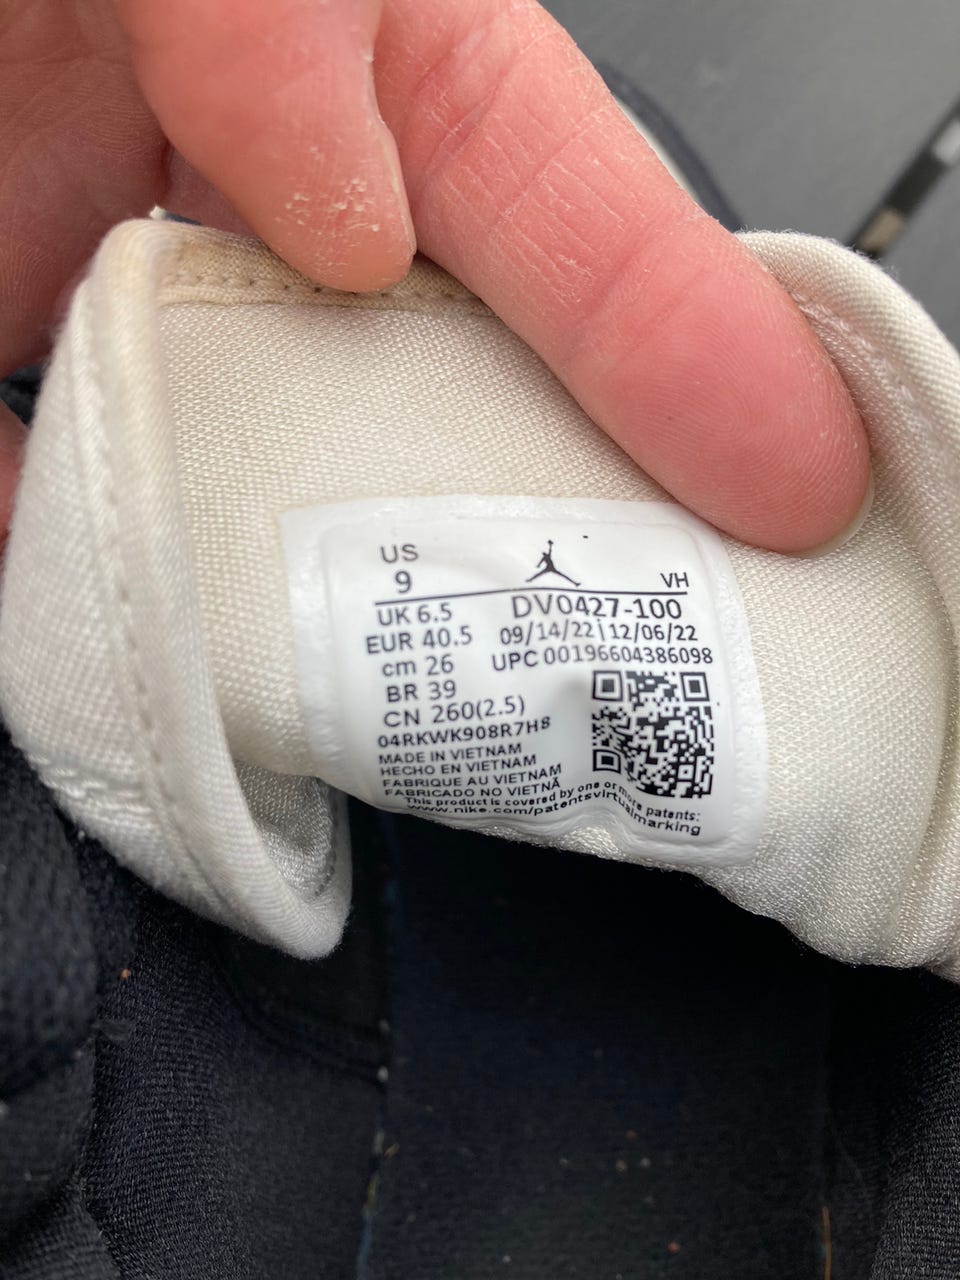 US
9
VH
UK 6.5
DV0427-100
EUR 40.5
09/14/22|12/06/22
cm 26
UPC 00196604386098
BR 39
CN 260(2.5)
04RKWK908R7H8
MADE IN VIETNAM
HECHO EN VIETNAM
FABRIQUE AU VIETNAM
FABRICADO NO VIETNÃ
This product is covered by one or more patents:
www.nike.com/patentsvirtualmarking